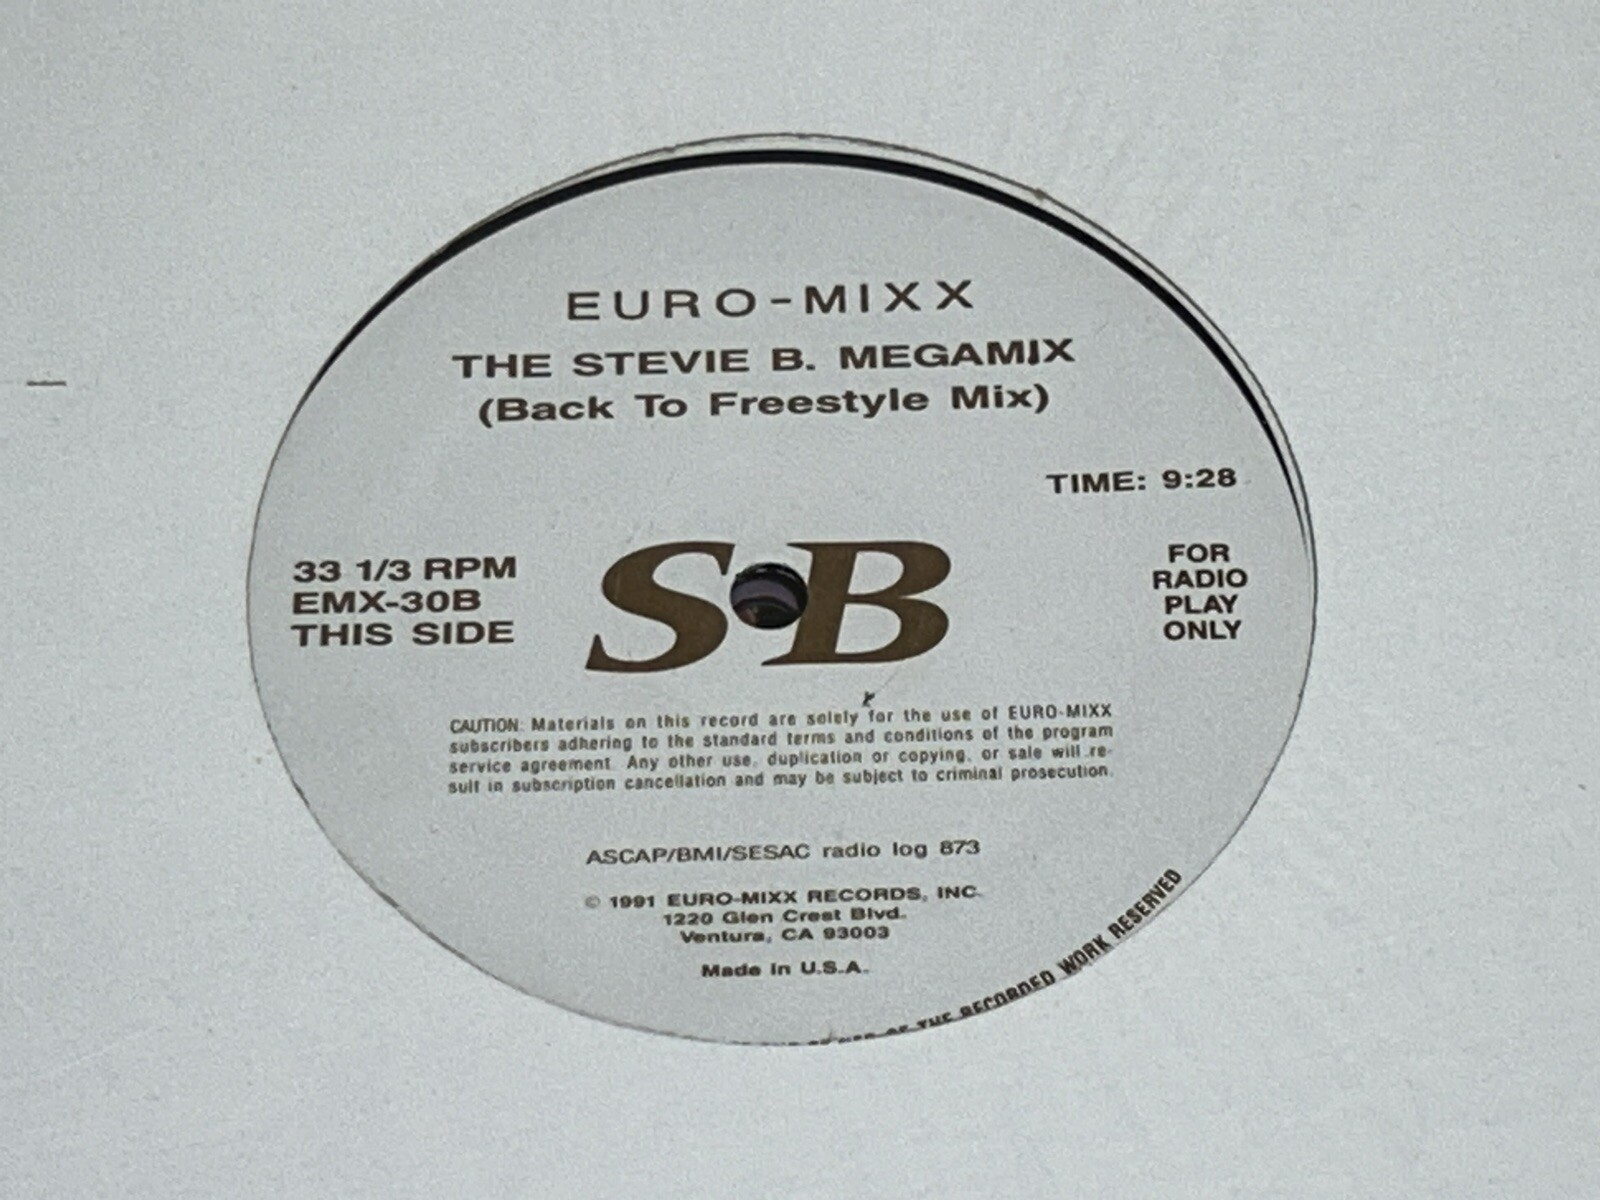 EURO-MIXX
THE STEVIE B. MEGAMIX
(Back To Freestyle Mix)
TIME: 9:28
33 1/3 RPM
EMX-30B
THIS SIDE
SB
FOR
RADIO
PLAY
ONLY
CAUTION: Materials on this record are solely for the use of EURO-MIXX
subscribers adhering to the standard terms and conditions of the program
service agreement. Any other use, duplication or copying, or sale will re-
sult in subscription cancellation and may be subject to criminal prosecution.
ASCAP/BMI/SESAC radio log 873
© 1991 EURO-MIXX RECORDS, INC.
1220 Glen Crest Blvd.
Ventura, CA 93003
Made in U.S.A.
OF THE RECORDED WORK RESERVED